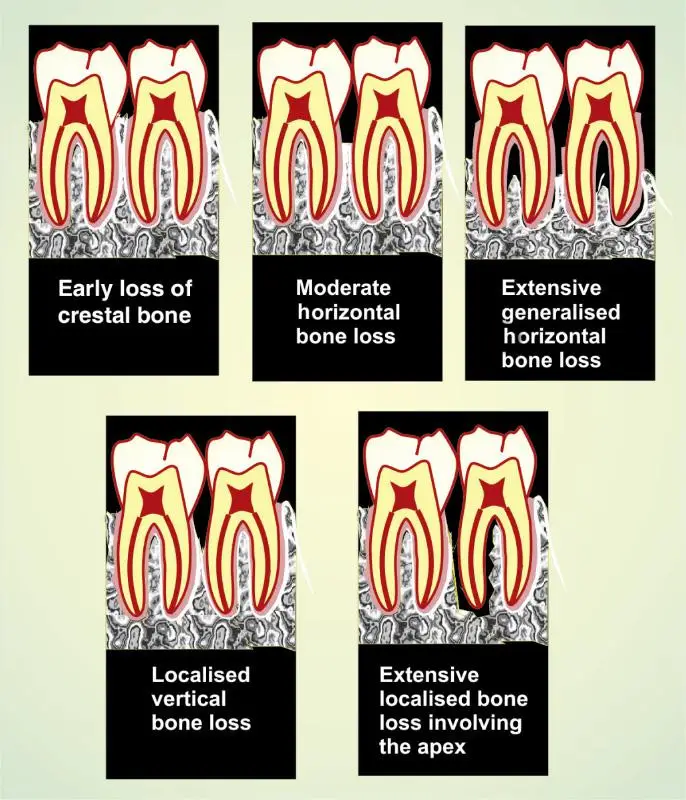 Early loss of
crestal bone
Moderate
horizontal
bone loss
Extensive
generalised
horizontal
bone loss
Localised
vertical
bone loss
Extensive
localised bone
loss involving
the apex